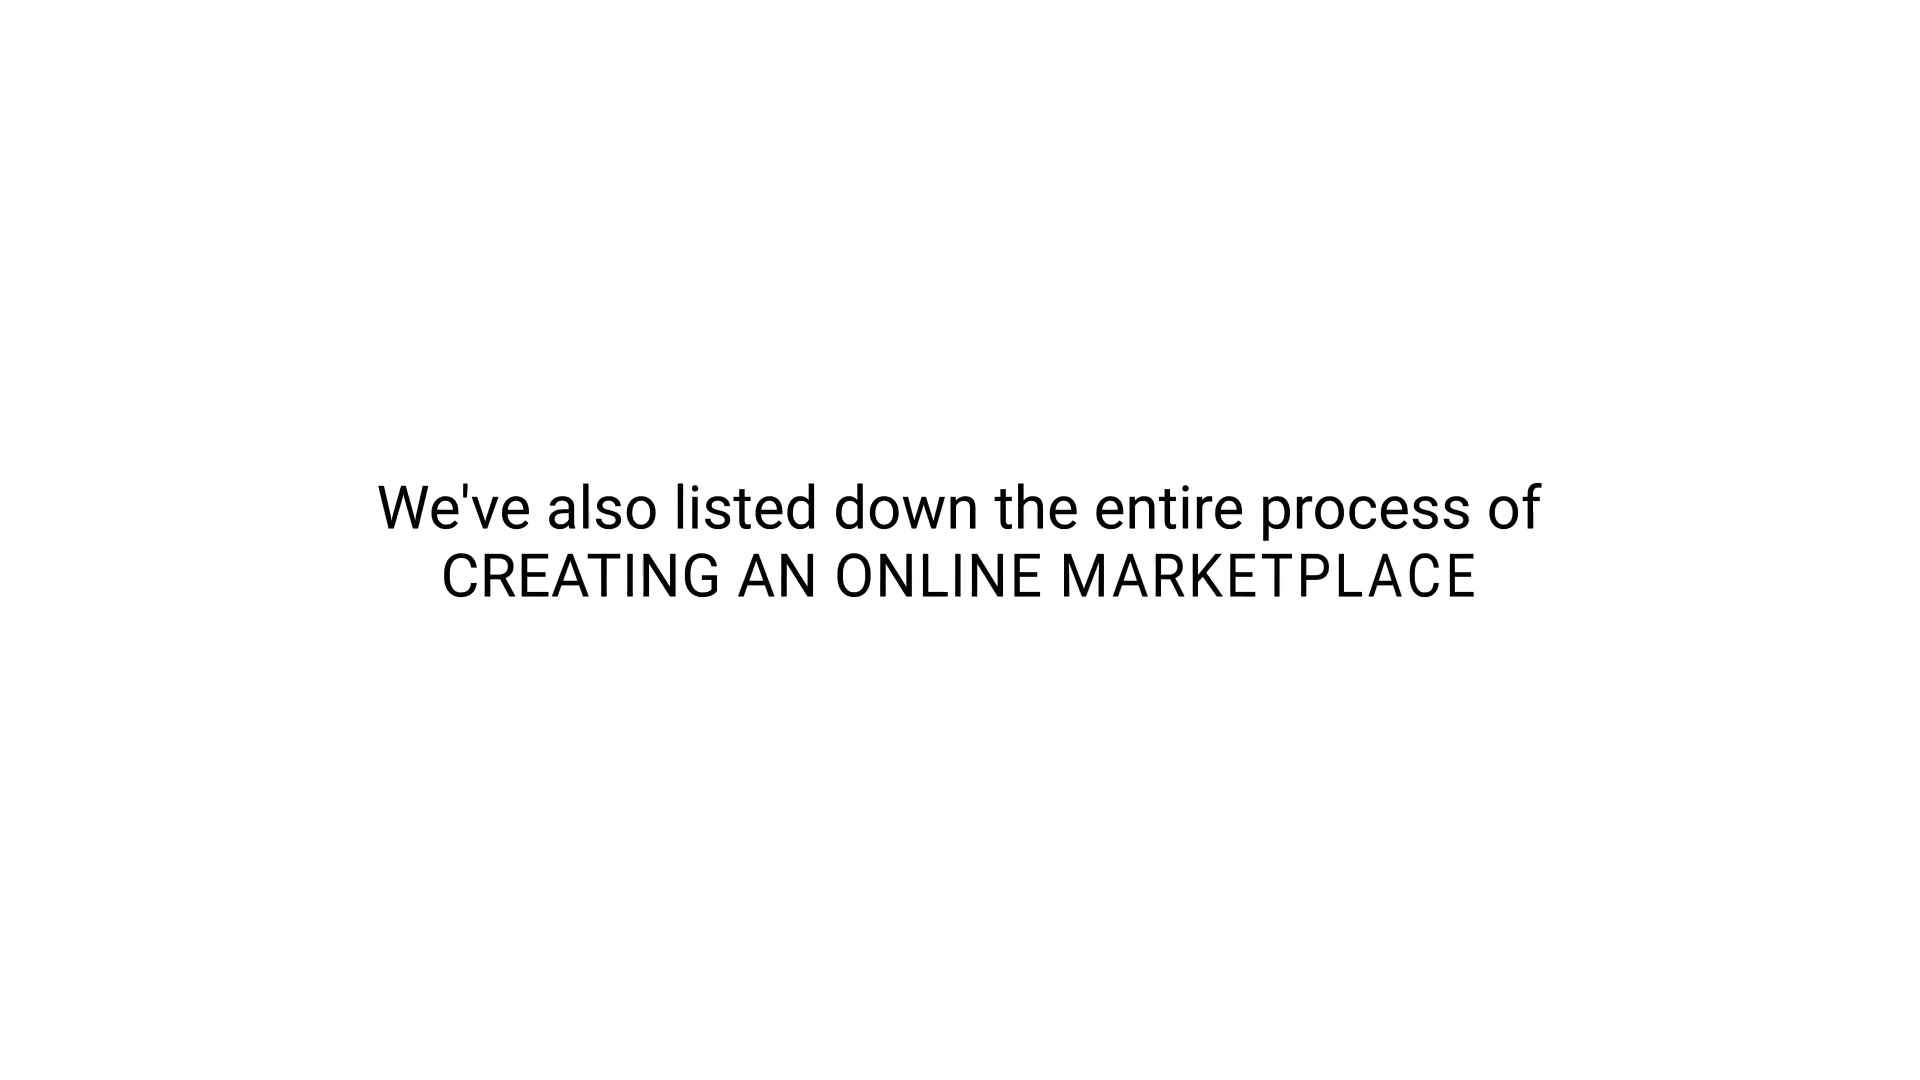 We've also listed down the entire process of
CREATING AN ONLINE MARKETPLACE